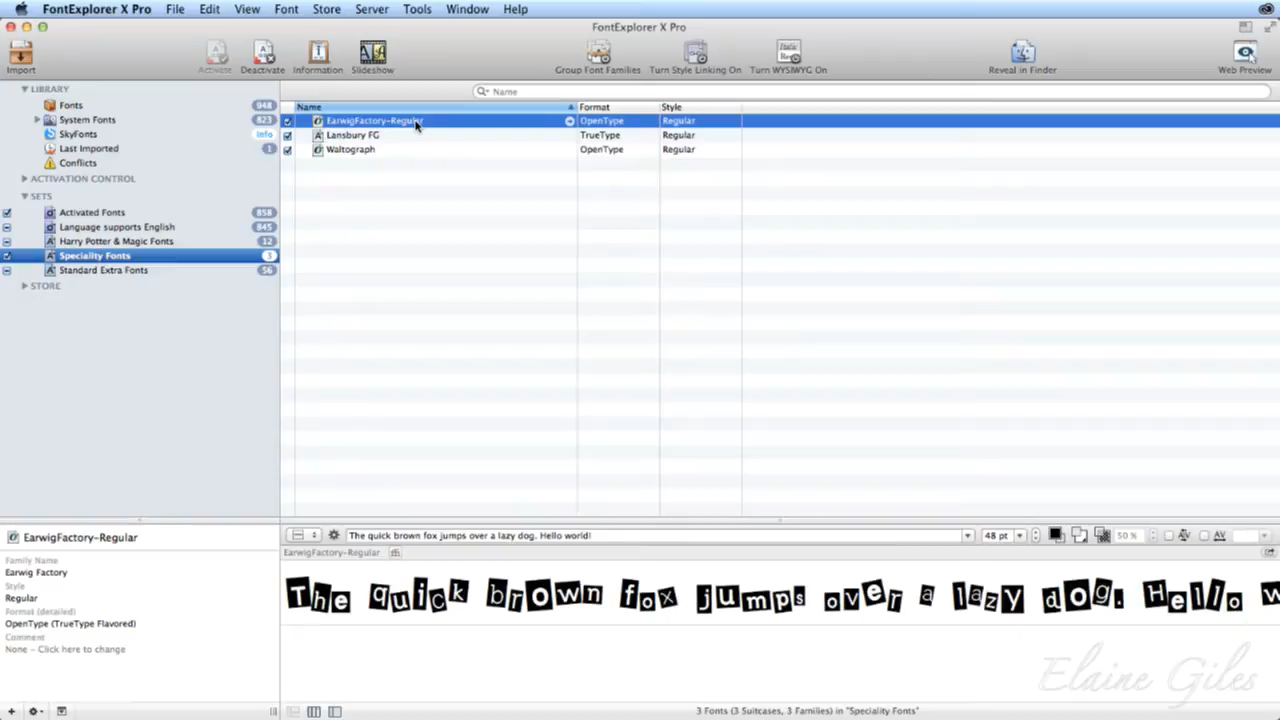 FontExplorer X Pro File Edit View Font Store Server Tools Window Help
FontExplorer X Pro
Import Activate Deactivate Information Slideshow Group Font Families Turn Style Linking On Turn WYSIWYG On Reveal in Finder Web Preview
LIBRARY
Fonts 948
System Fonts 823
SkyFonts Info
Last Imported 1
Conflicts
ACTIVATION CONTROL
SETS
Activated Fonts 858
Language supports English 845
Harry Potter & Magic Fonts 12
Speciality Fonts 3
Standard Extra Fonts 56
STORE
Name
Name Format Style
EarwigFactory-Regular OpenType Regular
Lansbury FG TrueType Regular
Waltograph OpenType Regular
EarwigFactory-Regular
Family Name
Earwig Factory
Style
Regular
Format (detailed)
OpenType (TrueType Flavored)
Comment
None - Click here to change
The quick brown fox jumps over a lazy dog. Hello world! 48 pt 50 % AV
EarwigFactory-Regular
The quick brown fox jumps over a lazy dog. Hello w
Elaine Giles
3 Fonts (3 Suitcases, 3 Families) in "Speciality Fonts"